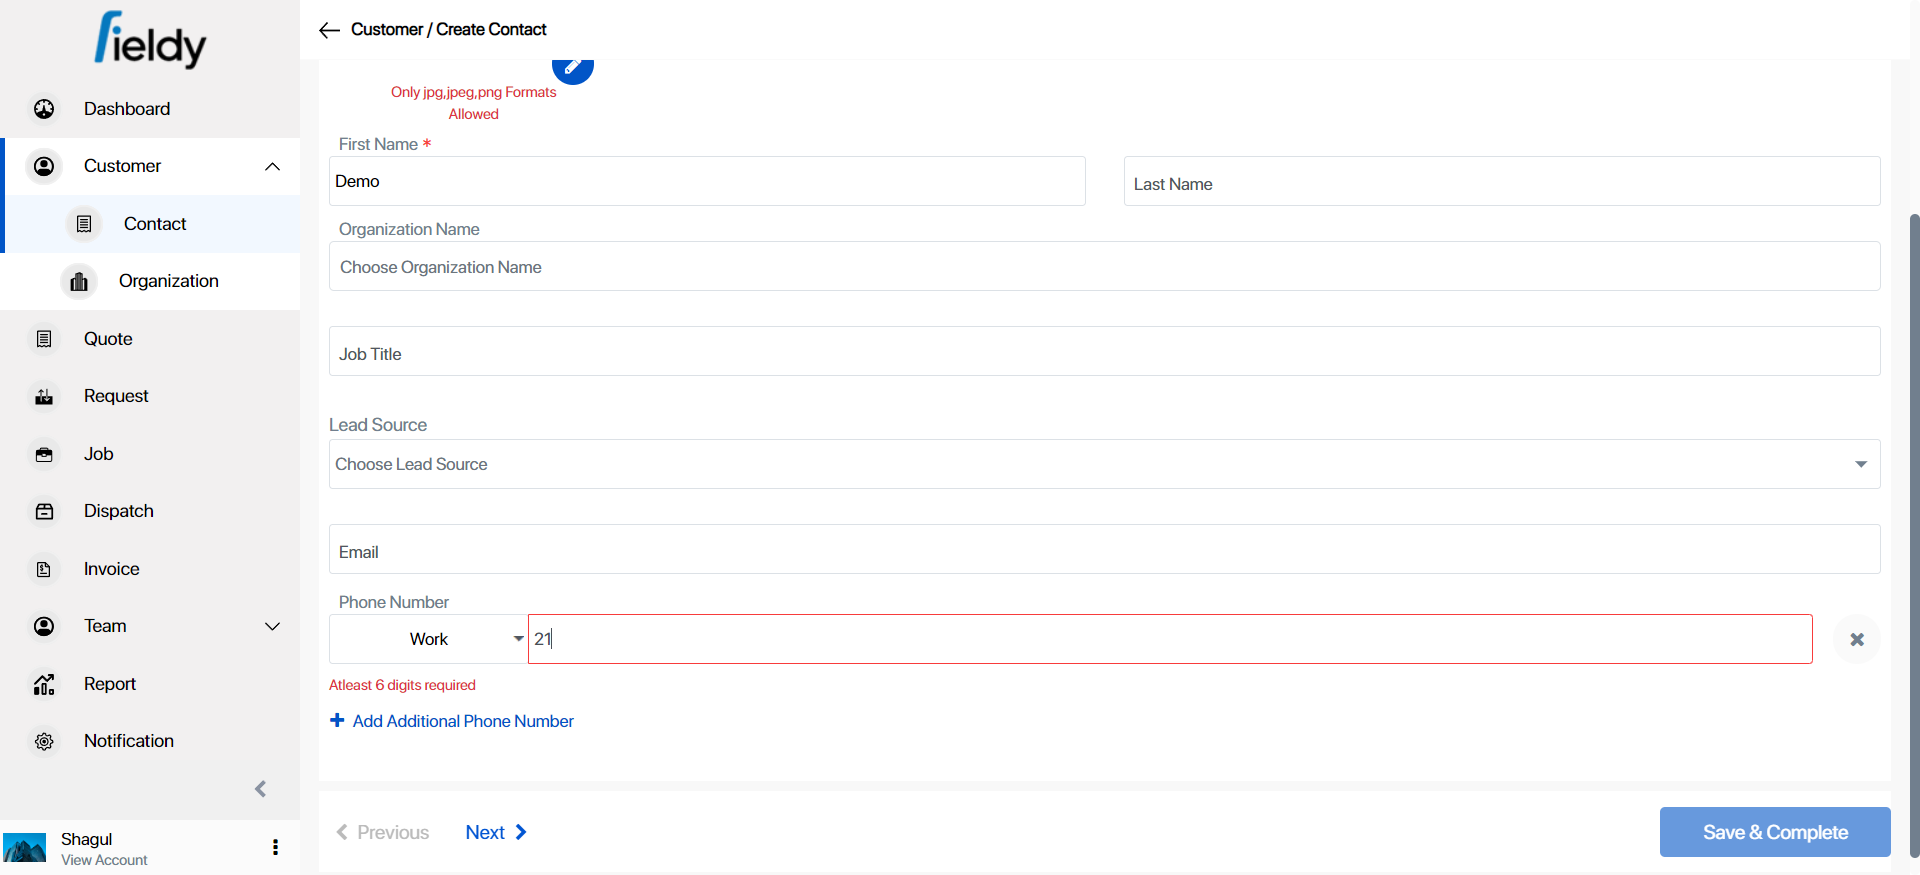 fieldy
Dashboard
Customer
Contact
Organization
Quote
Request
Job
Dispatch
Invoice
Team
Report
Notification
Shagul
View Account
Customer / Create Contact
Only jpg,jpeg,png Formats
Allowed
First Name *
Demo
Last Name
Organization Name
Choose Organization Name
Job Title
Lead Source
Choose Lead Source
Email
Phone Number
Work
21
Atleast 6 digits required
Add Additional Phone Number
Previous
Next
Save & Complete